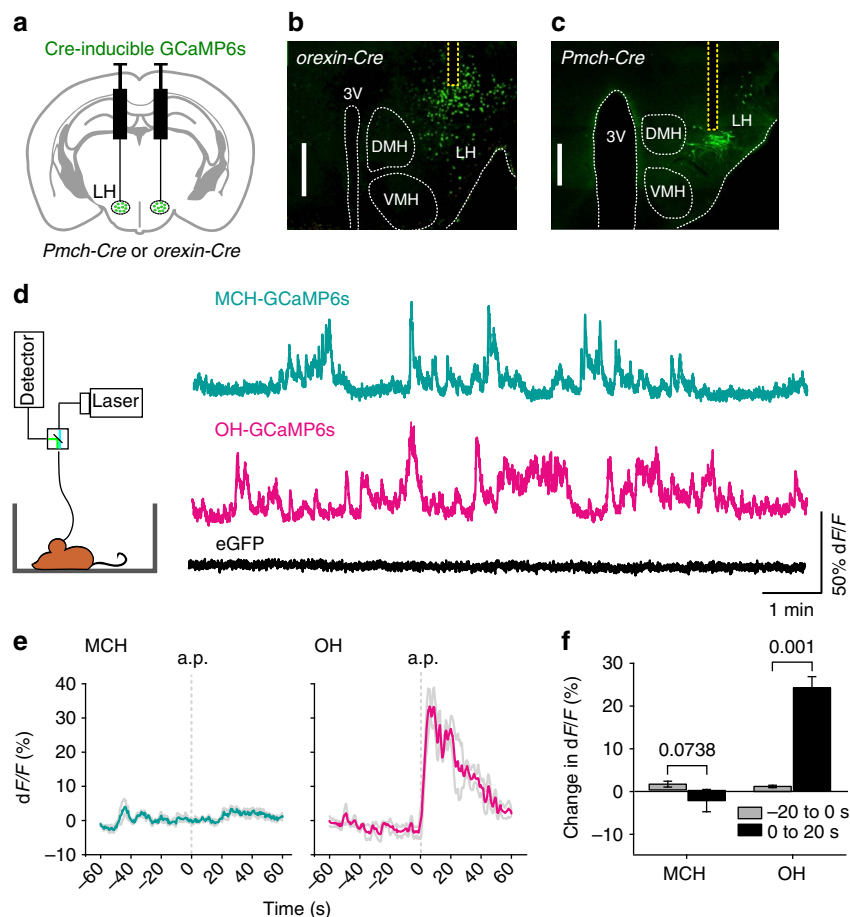 a
Cre-inducible GCaMP6s
LH
Pmch-Cre or orexin-Cre
b
orexin-Cre
3V
DMH
LH
VMH
c
Pmch-Cre
LH
3V
DMH
VMH
d
Detector
Laser
MCH-GCaMP6s
OH-GCaMP6s
eGFP
50% dF/F
1 min
e
MCH
a.p.
OH
a.p.
dF/F (%)
40
30
20
10
0
–10
–60
–40
–20
0
20
40
60
–60
–40
–20
0
20
40
60
Time (s)
f
Change in dF/F (%)
30
20
10
0
–10
0.0738
0.001
–20 to 0 s
0 to 20 s
MCH
OH